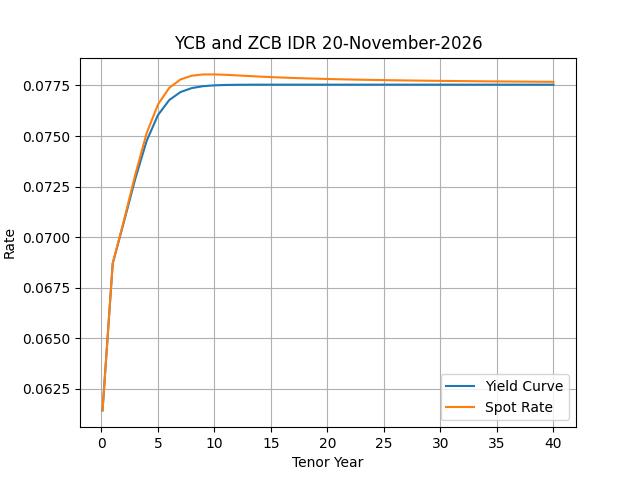 YCB and ZCB IDR 20-November-2026
0.0775
0.0750
0.0725
0.0700
0.0675
0.0650
0.0625
Rate
0 5 10 15 20 25 30 35 40
Tenor Year
Yield Curve
Spot Rate